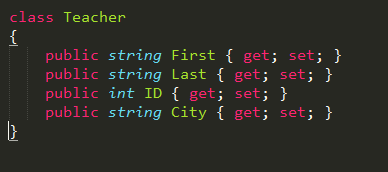 class Teacher
{
    public string First { get; set; }
    public string Last { get; set; }
    public int ID { get; set; }
    public string City { get; set; }
}